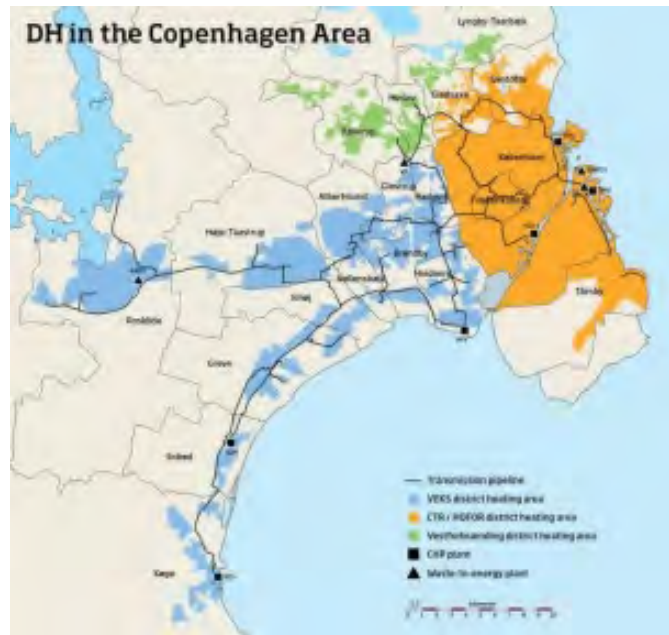 DH in the Copenhagen Area
Lyngby-Taarbæk
Gentofte
Herlev
Gladsaxe
Ballerup
København
Glostrup
Rødovre
Albertslund
Frederiksberg
Høje-Taastrup
Brøndby
Hvidovre
Vallensbæk
Ishøj
Tårnby
Roskilde
Greve
Solrød
Køge
Transmission pipeline
VEKS district heating area
CTR / HOFOR district heating area
Vestforbrænding district heating area
CHP plant
Waste-to-energy plant